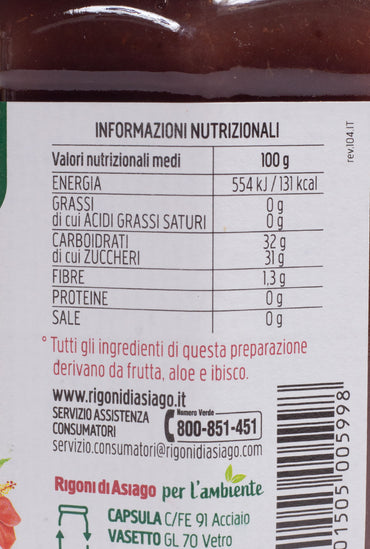 INFORMAZIONI NUTRIZIONALI
Valori nutrizionali medi 100 g
ENERGIA 554 kJ / 131 kcal
GRASSI 0 g
di cui ACIDI GRASSI SATURI 0 g
CARBOIDRATI 32 g
di cui ZUCCHERI 31 g
FIBRE 1,3 g
PROTEINE 0 g
SALE 0 g
rev.104.IT
° Tutti gli ingredienti di questa preparazione
derivano da frutta, aloe e ibisco.
www.rigonidiasiago.it
SERVIZIO ASSISTENZA
CONSUMATORI
Numero Verde
800-851-451
servizio.consumatori@rigonidiasiago.com
Rigoni di Asiago per l'ambiente
CAPSULA C/FE 91 Acciaio
VASETTO GL 70 Vetro
01505 005998